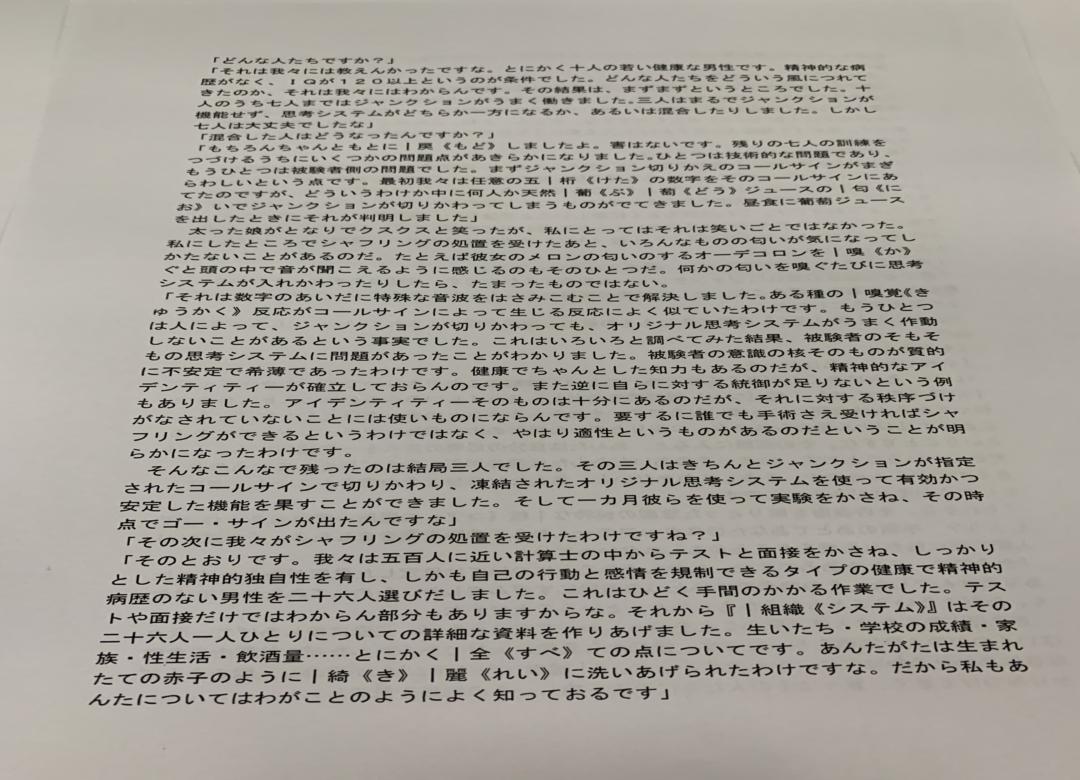 「どんな人たちですか?」
「それは我々には教えんかったですな。とにかく十人の若い健康な男性です。精神的な病
歴がなく、IQが120以上というのが条件でした。どんな人たちをどういう風につれて
きたのか、それは我々にはわからんです。その結果は、まずまずというところでした。十
人のうち七人まではジャンクションがうまく働きました。三人はまるでジャンクションが
機能せず、思考システムがどちらか一方になるか、あるいは混合したりしました。しかし
七人は大丈夫でしたな」
「混合した人はどうなったんですか?」
「もちろんちゃんともとに|戻《もど》しましたよ。害はないです。残りの七人の訓練を
つづけるうちにいくつかの問題点があきらかになりました。ひとつは技術的な問題であり、
もうひとつは被験者側の問題でした。まずジャンクション切りかえのコールサインがまぎ
らわしいという点です。最初我々は任意の五|桁《けた》の数字をそのコールサインにあ
てたのですが、どういうわけか中に何人か天然|葡《ぶ》|萄《どう》ジュースの|匂《に
お》いでジャンクションが切りかわってしまうものがでてきました。昼食に葡萄ジュース
を出したときにそれが判明しました」
太った娘がとなりでクスクスと笑ったが、私にとってはそれは笑いごとではなかった。
私にしたところでシャフリングの処置を受けたあと、いろんなものの匂いが気になってし
かたないことがあるのだ。たとえば彼女のメロンの匂いのするオーデコロンを|嗅《か》
ぐと頭の中で音が聞こえるように感じるのもそのひとつだ。何かの匂いを嗅ぐたびに思考
システムが入れかわったりしたら、たまったものではない。
「それは数字のあいだに特殊な音波をはさみこむことで解決しました。ある種の|嗅覚《き
ゅうかく》反応がコールサインによって生じる反応によく似ていたわけです。もうひとつ
は人によって、ジャンクションが切りかわっても、オリジナル思考システムがうまく作動
しないことがあるという事実でした。これはいろいろと調べてみた結果、被験者のそもそ
もの思考システムに問題があったことがわかりました。被験者の意識の核そのものが質的
に不安定で希薄であったわけです。健康でちゃんとした知力もあるのだが、精神的なアイ
デンティティーが確立しておらんのです。また逆に自らに対する統御が足りないという例
もありました。アイデンティティーそのものは十分にあるのだが、それに対する秩序づけ
がなされていないことには使いものにならんです。要するに誰でも手術さえ受ければシャ
フリングができるというわけではなく、やはり適性というものがあるのだということが明
らかになったわけです。
そんなこんなで残ったのは結局三人でした。その三人はきちんとジャンクションが指定
されたコールサインで切りかわり、凍結されたオリジナル思考システムを使って有効かつ
安定した機能を果すことができました。そして一カ月彼らを使って実験をかさね、その時
点でゴー・サインが出たんですな」
「その次に我々がシャフリングの処置を受けたわけですね?」
「そのとおりです。我々は五百人に近い計算士の中からテストと面接をかさね、しっかり
とした精神的独自性を有し、しかも自己の行動と感情を規制できるタイプの健康で精神的
病歴のない男性を二十六人選びだしました。これはひどく手間のかかる作業でした。テス
トや面接だけではわからん部分もありますからな。それから『|組織《システム》』はその
二十六人一人ひとりについての詳細な資料を作りあげました。生いたち・学校の成績・家
族・性生活・飲酒量……とにかく|全《すべ》ての点についてです。あんたがたは生まれ
たての赤子のように|綺《き》|麗《れい》に洗いあげられたわけですな。だから私もあ
んたについてはわがことのようによく知っておるです」